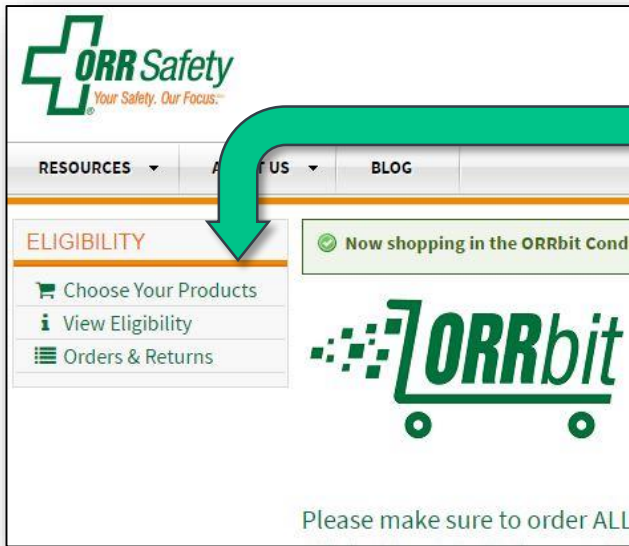 ORR Safety
Your Safety. Our Focus.
RESOURCES US BLOG
ELIGIBILITY
Now shopping in the ORRbit Cond
Choose Your Products
View Eligibility
Orders & Returns
ORRbit
Please make sure to order ALL